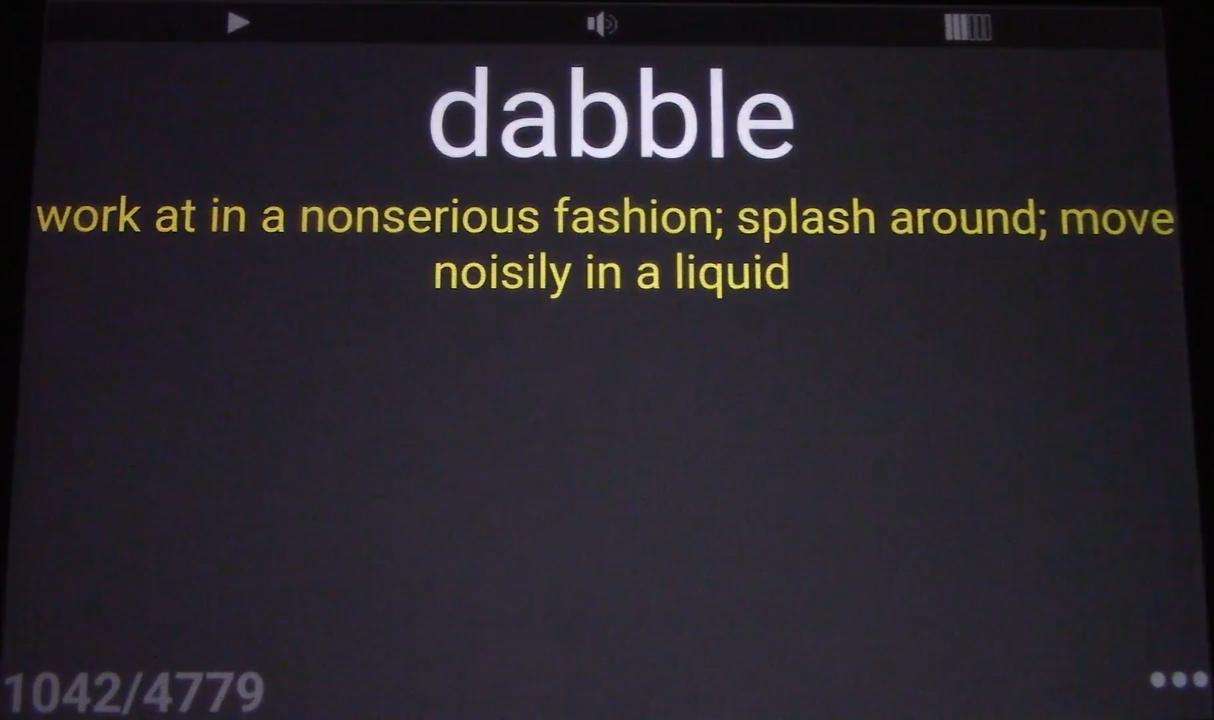 dabble
work at in a nonserious fashion; splash around; move
noisily in a liquid
1042/4779